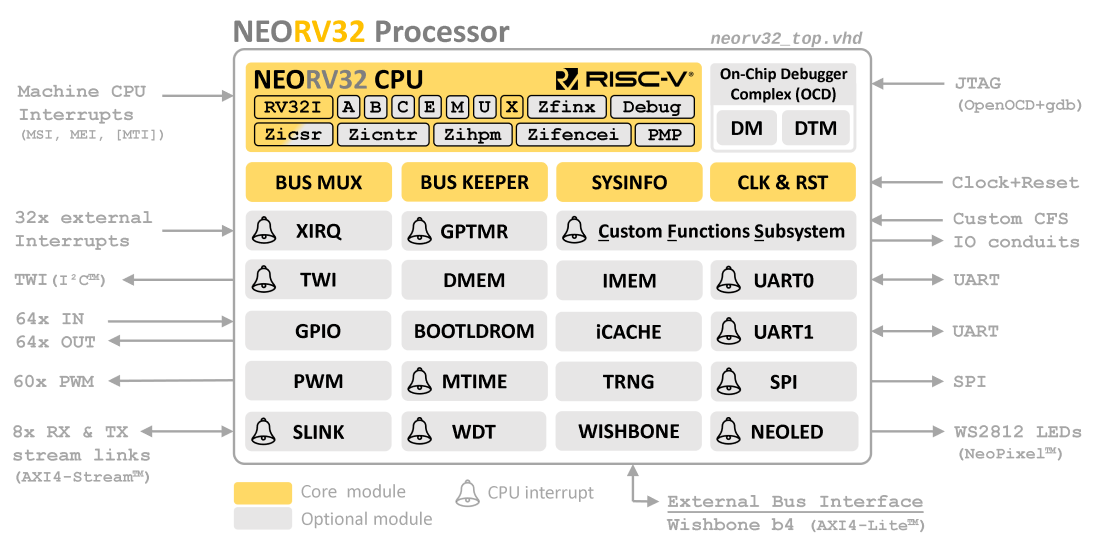 NEORV32 Processor
neorv32_top.vhd
NEORV32 CPU
RISC-V®
RV32I A B C E M U X Zfinx Debug
Zicsr Zicntr Zihpm Zifencei PMP
On-Chip Debugger
Complex (OCD)
DM DTM
BUS MUX BUS KEEPER SYSINFO CLK & RST
XIRQ GPTMR Custom Functions Subsystem
TWI DMEM IMEM UART0
GPIO BOOTLDROM iCACHE UART1
PWM MTIME TRNG SPI
SLINK WDT WISHBONE NEOLED
Machine CPU
Interrupts
(MSI, MEI, [MTI])
32x external
Interrupts
TWI (I²C™)
64x IN
64x OUT
60x PWM
8x RX & TX
stream links
(AXI4-Stream™)
JTAG
(OpenOCD+gdb)
Clock+Reset
Custom CFS
IO conduits
UART
UART
SPI
WS2812 LEDs
(NeoPixel™)
Core module
Optional module
CPU interrupt
External Bus Interface
Wishbone b4 (AXI4-Lite™)